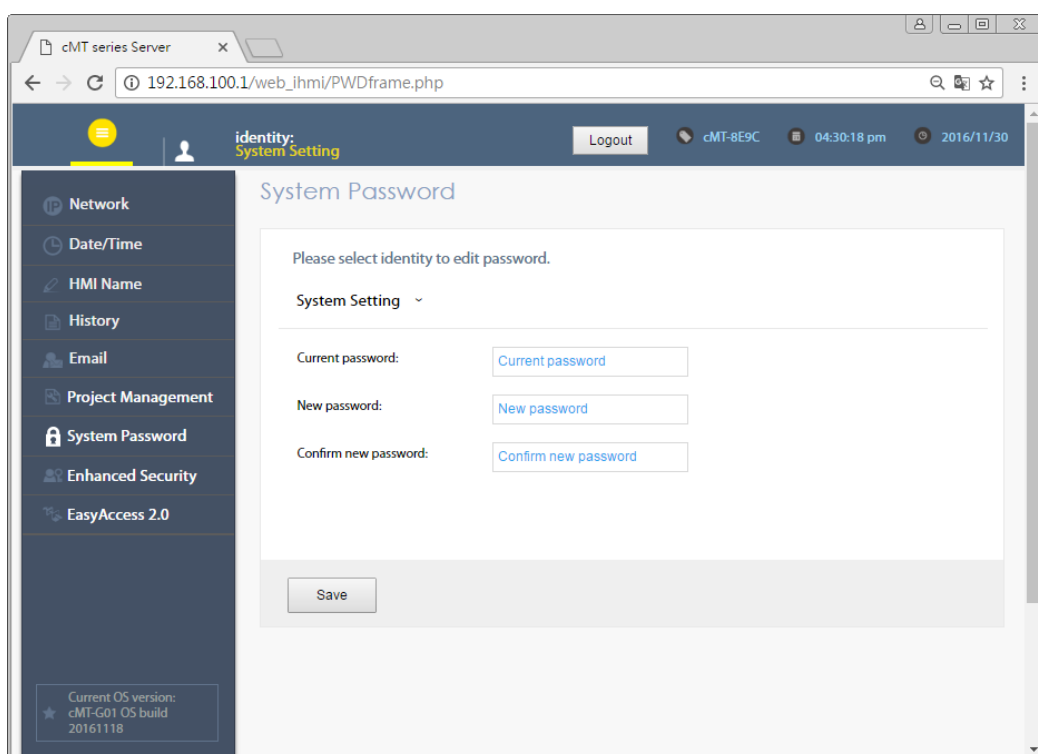 cMT series Server
192.168.100.1/web_ihmi/PWDframe.php
identity:
System Setting
Logout
cMT-8E9C
04:30:18 pm
2016/11/30
Network
Date/Time
HMI Name
History
Email
Project Management
System Password
Enhanced Security
EasyAccess 2.0
Current OS version:
cMT-G01 OS build
20161118
System Password
Please select identity to edit password.
System Setting
Current password:
Current password
New password:
New password
Confirm new password:
Confirm new password
Save